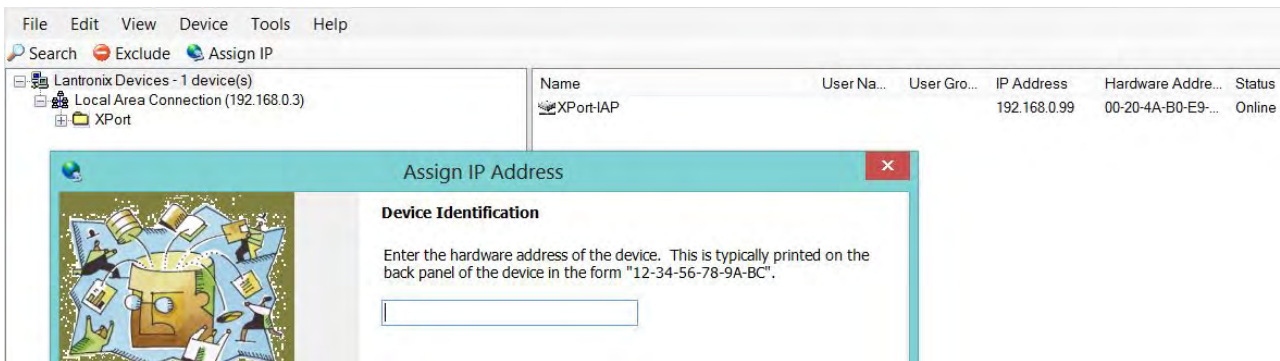 File Edit View Device Tools Help
Search Exclude Assign IP
Lantronix Devices - 1 device(s)
Local Area Connection (192.168.0.3)
XPort
Name User Na... User Gro... IP Address Hardware Addre... Status
XPort-IAP 192.168.0.99 00-20-4A-B0-E9-... Online
Assign IP Address
Device Identification
Enter the hardware address of the device. This is typically printed on the
back panel of the device in the form "12-34-56-78-9A-BC".